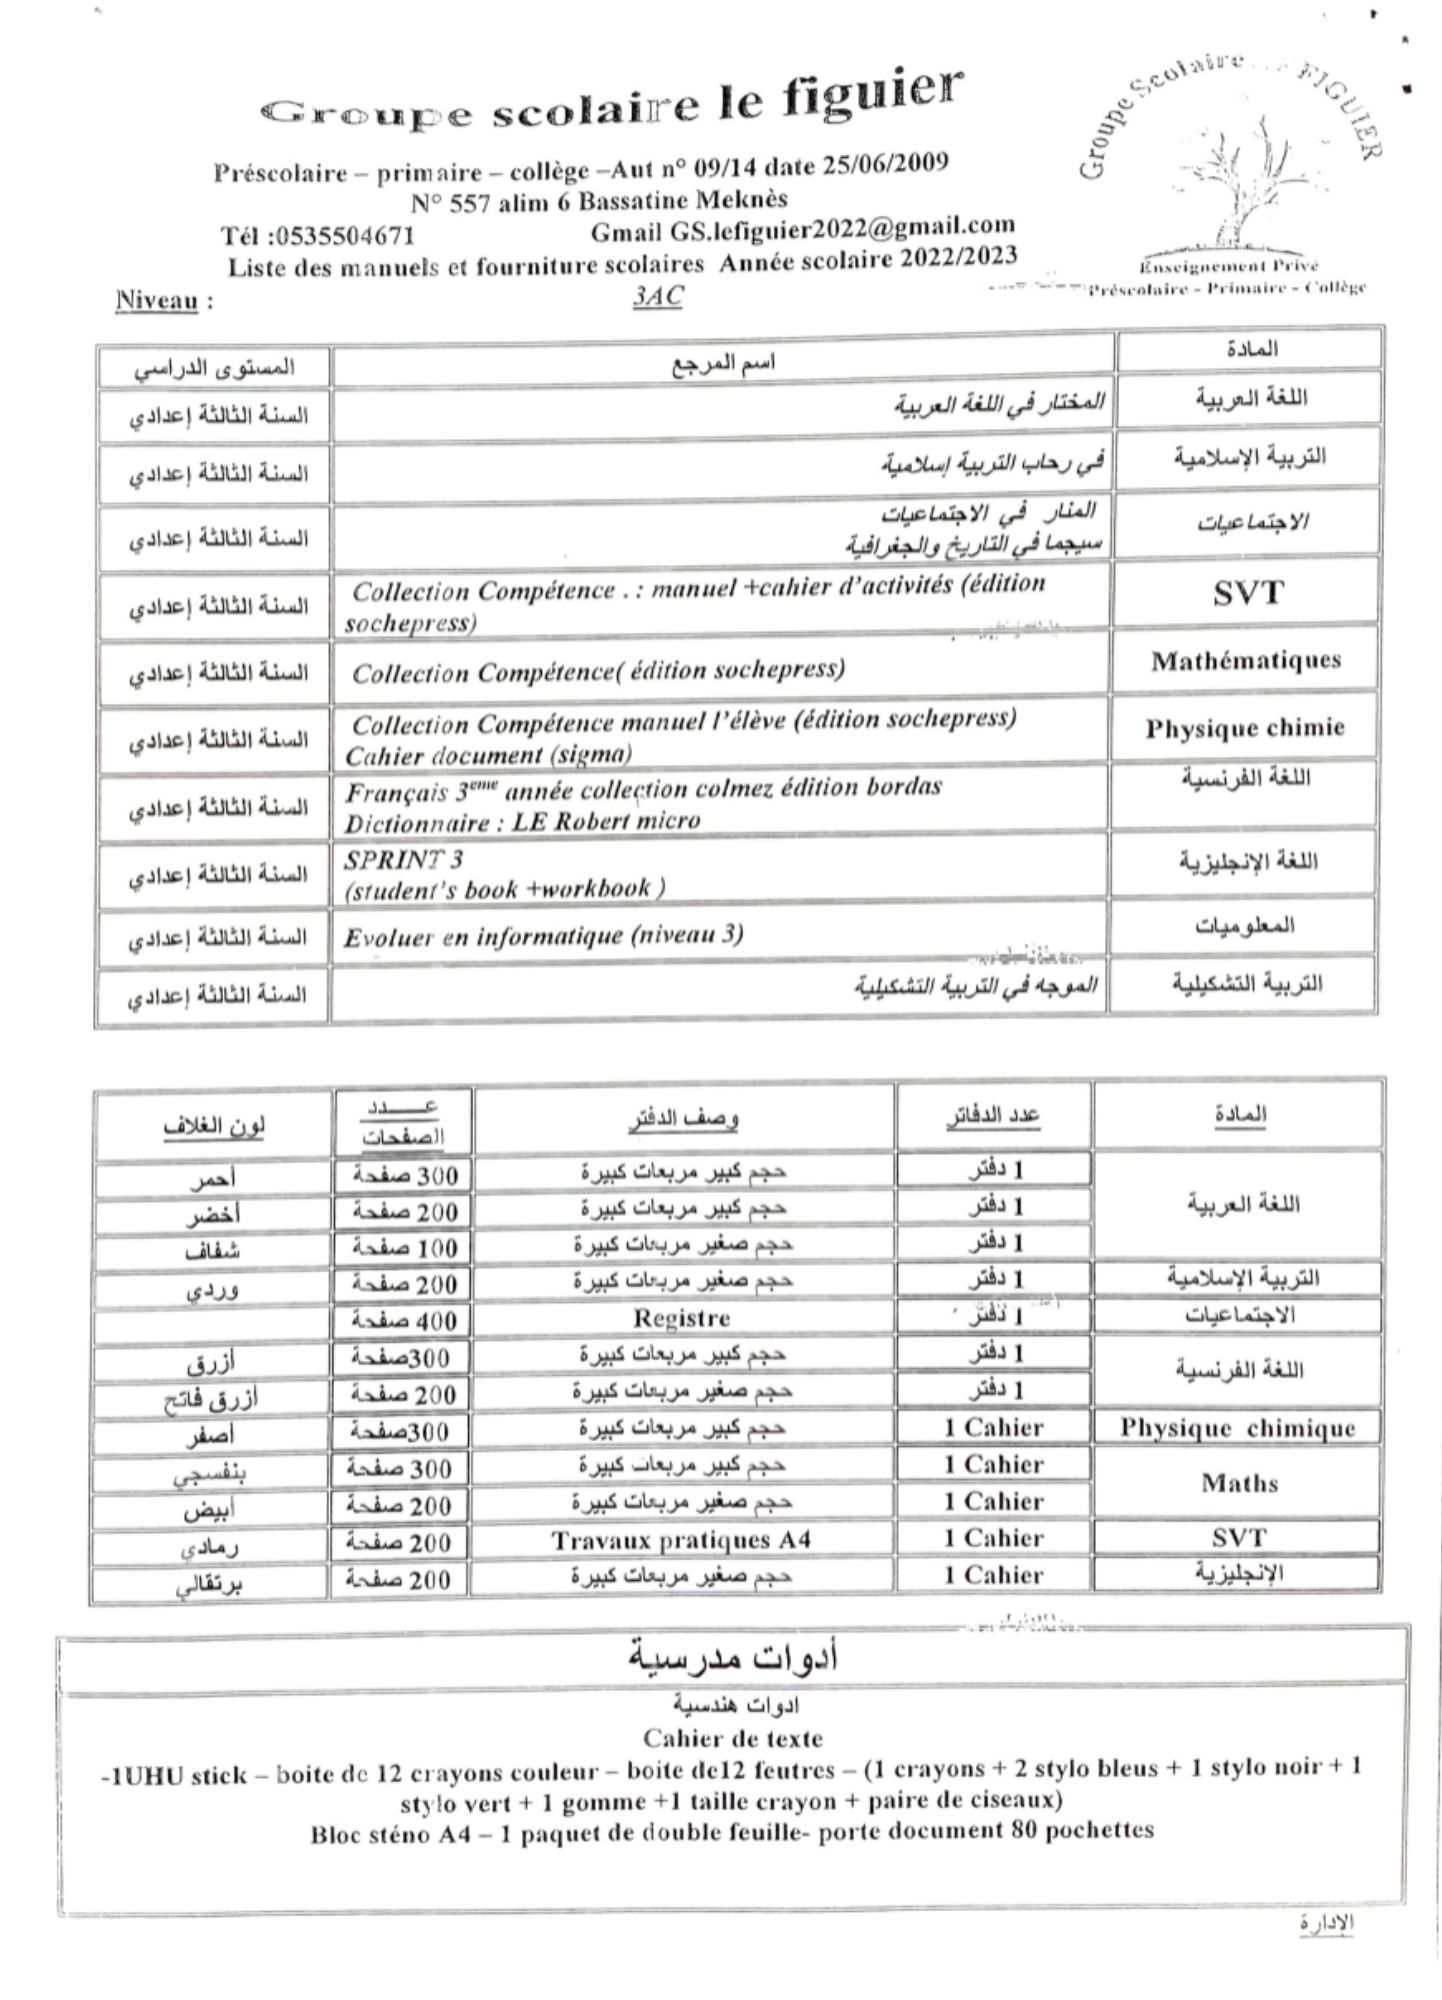 Groupe scolaire le figuier
Groupe Scolaire LE FIGUIER
Préscolaire – primaire – collège –Aut n° 09/14 date 25/06/2009
N° 557 alim 6 Bassatine Meknès
Tél :0535504671 Gmail GS.lefiguier2022@gmail.com
Liste des manuels et fourniture scolaires Année scolaire 2022/2023
Enseignement Privé
Préscolaire - Primaire - Collège
Niveau : 3AC
المادة اسم المرجع المستوى الدراسي
اللغة العربية المختار في اللغة العربية السنة الثالثة إعدادي
التربية الإسلامية في رحاب التربية إسلامية السنة الثالثة إعدادي
الاجتماعيات المنار في الاجتماعيات السنة الثالثة إعدادي
سيجما في التاريخ والجغرافية
SVT Collection Compétence . : manuel +cahier d'activités (édition السنة الثالثة إعدادي
sochepress)
Mathématiques Collection Compétence( édition sochepress) السنة الثالثة إعدادي
Physique chimie Collection Compétence manuel l'élève (édition sochepress) السنة الثالثة إعدادي
Cahier document (sigma)
اللغة الفرنسية Français 3eme année collection colmez édition bordas السنة الثالثة إعدادي
Dictionnaire : LE Robert micro
اللغة الإنجليزية SPRINT 3 السنة الثالثة إعدادي
(student's book +workbook )
المعلوميات Evoluer en informatique (niveau 3) السنة الثالثة إعدادي
التربية التشكيلية الموجه في التربية التشكيلية السنة الثالثة إعدادي
المادة عدد الدفاتر وصف الدفتر عـــدد لون الغلاف
الصفحات
اللغة العربية 1 دفتر حجم كبير مربعات كبيرة 300 صفحة أحمر
1 دفتر حجم كبير مربعات كبيرة 200 صفحة أخضر
1 دفتر حجم صغير مربعات كبيرة 100 صفحة شفاف
التربية الإسلامية 1 دفتر حجم صغير مربعات كبيرة 200 صفحة وردي
الاجتماعيات 1 دفتر Registre 400 صفحة
اللغة الفرنسية 1 دفتر حجم كبير مربعات كبيرة 300صفحة أزرق
1 دفتر حجم صغير مربعات كبيرة 200 صفحة أزرق فاتح
Physique chimique 1 Cahier حجم كبير مربعات كبيرة 300صفحة أصفر
Maths 1 Cahier حجم كبير مربعات كبيرة 300 صفحة بنفسجي
1 Cahier حجم صغير مربعات كبيرة 200 صفحة أبيض
SVT 1 Cahier Travaux pratiques A4 200 صفحة رمادي
الإنجليزية 1 Cahier حجم صغير مربعات كبيرة 200 صفحة برتقالي
أدوات مدرسية
ادوات هندسية
Cahier de texte
-1UHU stick – boite de 12 crayons couleur – boite de12 feutres – (1 crayons + 2 stylo bleus + 1 stylo noir + 1
stylo vert + 1 gomme +1 taille crayon + paire de ciseaux)
Bloc sténo A4 – 1 paquet de double feuille- porte document 80 pochettes
الإدارة